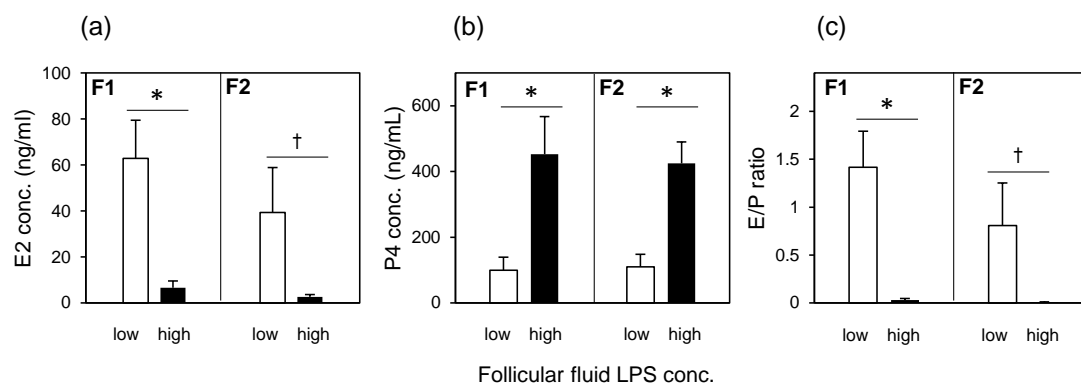 (a) (b) (c)
E2 conc. (ng/ml)
100
80
60
40
20
0
F1 F2
*
†
low high low high
P4 conc. (ng/mL)
600
400
200
0
F1 F2
* *
low high low high
E/P ratio
2
1.5
1
0.5
0
F1 F2
*
†
low high low high
Follicular fluid LPS conc.